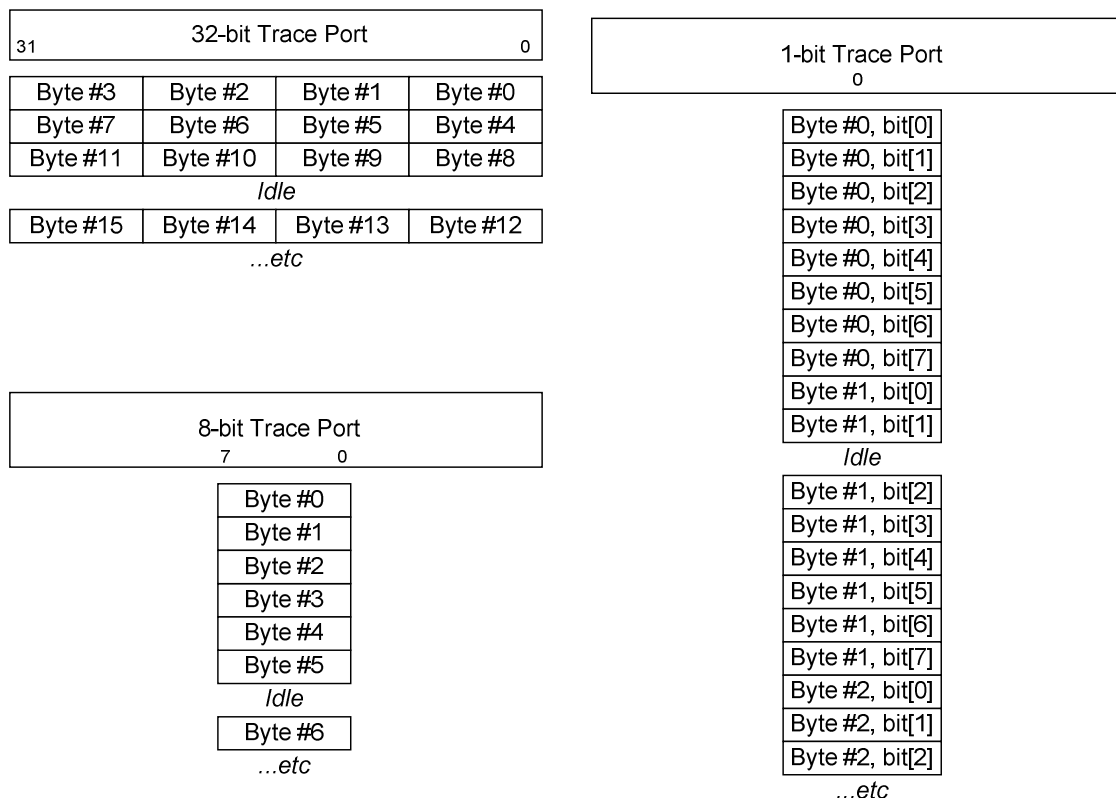 32-bit Trace Port
31 0
Byte #3 Byte #2 Byte #1 Byte #0
Byte #7 Byte #6 Byte #5 Byte #4
Byte #11 Byte #10 Byte #9 Byte #8
Idle
Byte #15 Byte #14 Byte #13 Byte #12
...etc
8-bit Trace Port
7 0
Byte #0
Byte #1
Byte #2
Byte #3
Byte #4
Byte #5
Idle
Byte #6
...etc
1-bit Trace Port
0
Byte #0, bit[0]
Byte #0, bit[1]
Byte #0, bit[2]
Byte #0, bit[3]
Byte #0, bit[4]
Byte #0, bit[5]
Byte #0, bit[6]
Byte #0, bit[7]
Byte #1, bit[0]
Byte #1, bit[1]
Idle
Byte #1, bit[2]
Byte #1, bit[3]
Byte #1, bit[4]
Byte #1, bit[5]
Byte #1, bit[6]
Byte #1, bit[7]
Byte #2, bit[0]
Byte #2, bit[1]
Byte #2, bit[2]
...etc